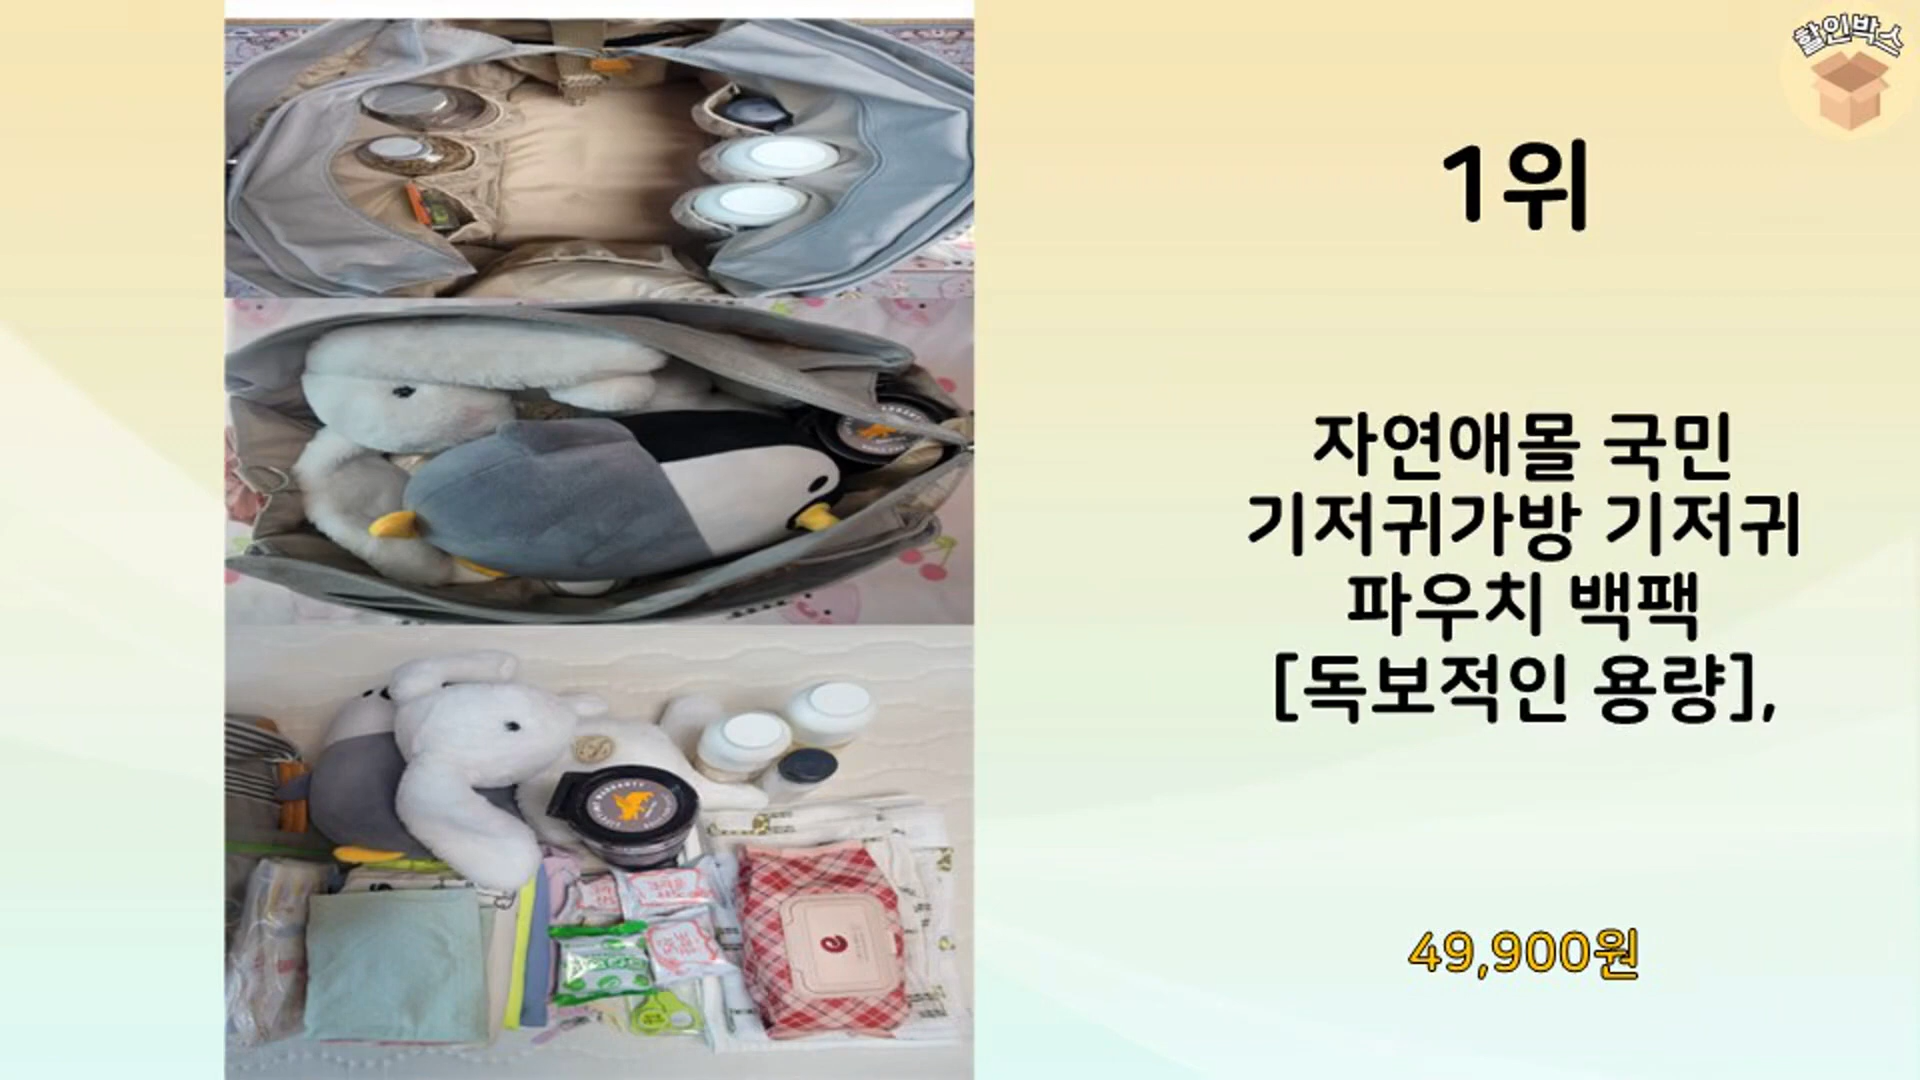 할인박스
1위
자연애몰 국민
기저귀가방 기저귀
파우치 백팩
[독보적인 용량],
49,900원
e